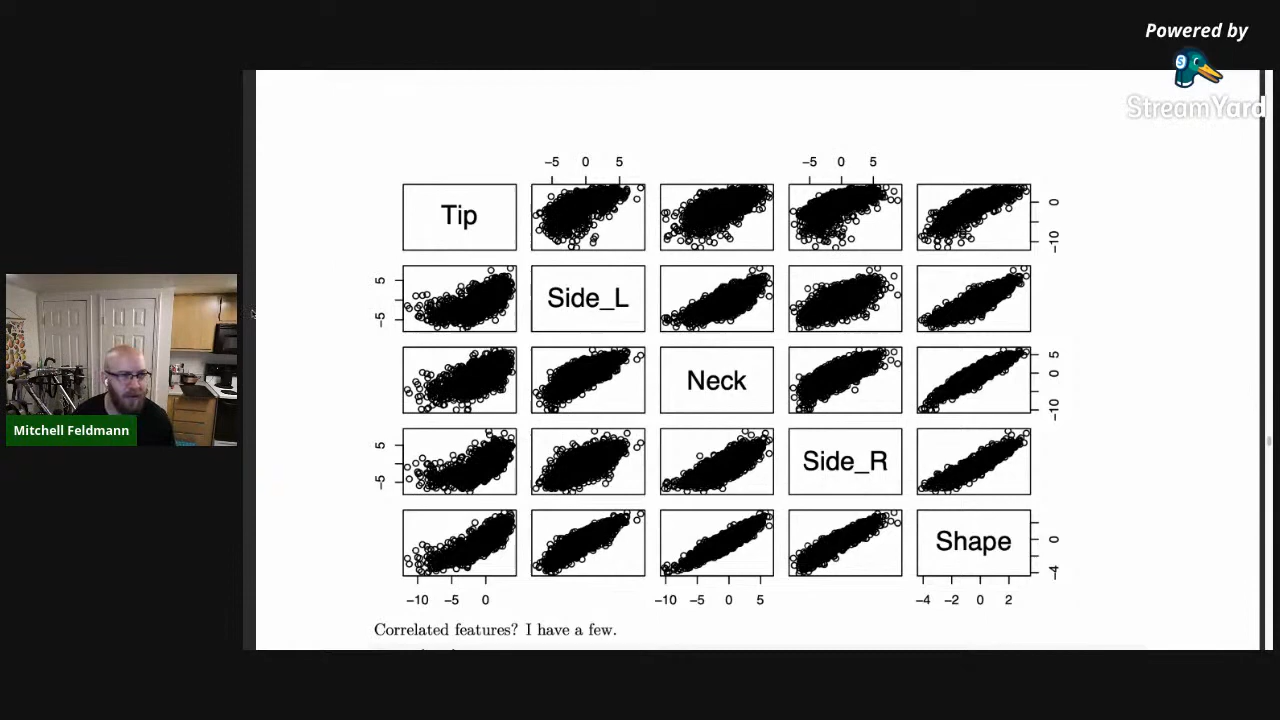 Powered by
StreamYard
−5 0 5 −5 0 5
Tip
0
−10
5
−5
Side_L
Neck
5
0
−10
5
−5
Side_R
Shape
0
−4
−10 −5 0 −10 −5 0 5 −4 −2 0 2
Correlated features? I have a few.
Mitchell Feldmann